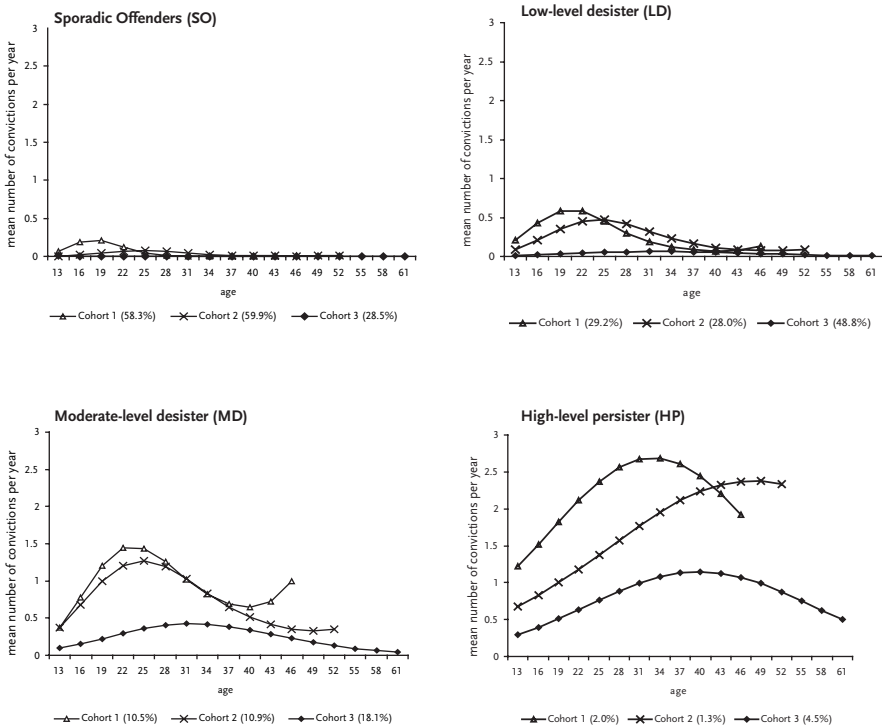 Sporadic Offenders (SO)
mean number of convictions per year
3
2.5
2
1.5
1
0.5
0
13 16 19 22 25 28 31 34 37 40 43 46 49 52 55 58 61
age
Cohort 1 (58.3%) Cohort 2 (59.9%) Cohort 3 (28.5%)
Low-level desister (LD)
mean number of convictions per year
3
2.5
2
1.5
1
0.5
0
13 16 19 22 25 28 31 34 37 40 43 46 49 52 55 58 61
age
Cohort 1 (29.2%) Cohort 2 (28.0%) Cohort 3 (48.8%)
Moderate-level desister (MD)
mean number of convictions per year
3
2.5
2
1.5
1
0.5
0
13 16 19 22 25 28 31 34 37 40 43 46 49 52 55 58 61
age
Cohort 1 (10.5%) Cohort 2 (10.9%) Cohort 3 (18.1%)
High-level persister (HP)
mean number of convictions per year
3
2.5
2
1.5
1
0.5
0
13 16 19 22 25 28 31 34 37 40 43 46 49 52 55 58 61
age
Cohort 1 (2.0%) Cohort 2 (1.3%) Cohort 3 (4.5%)